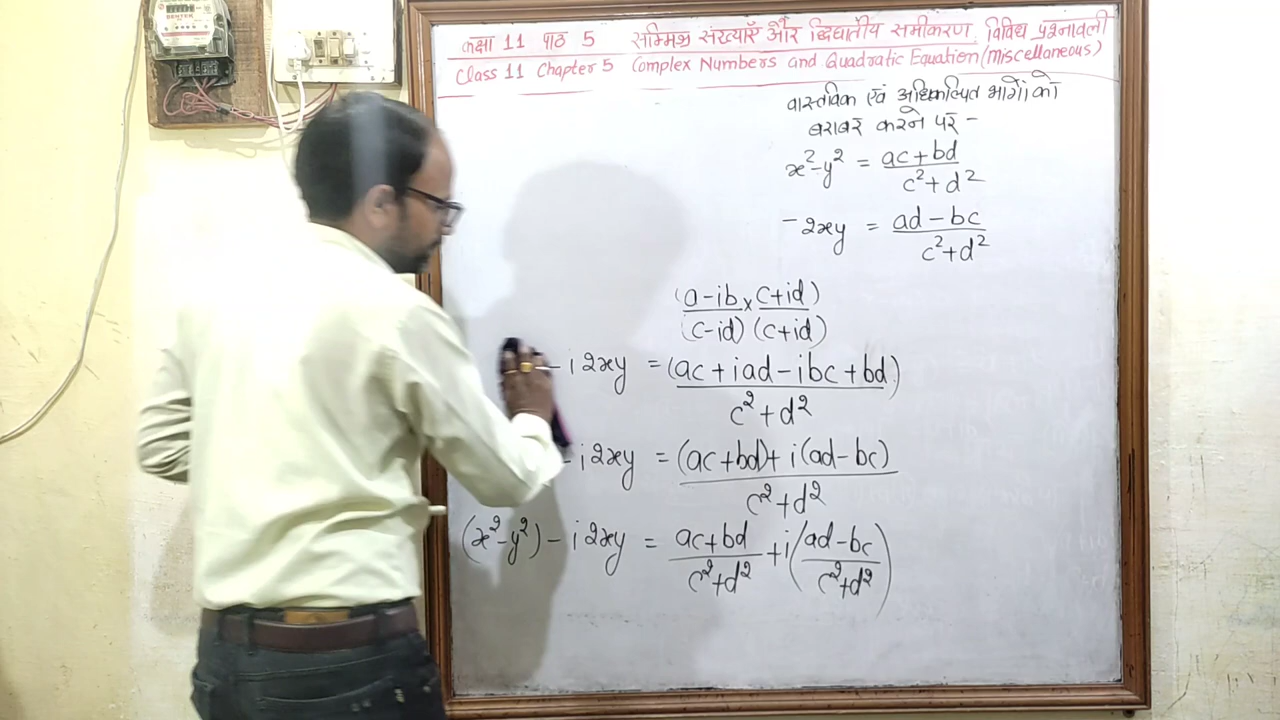 कक्षा 11 पाठ 5 सम्मिश्र संख्याएँ और द्विघातीय समीकरण, विविध प्रश्नावली
Class 11 Chapter 5 Complex Numbers and Quadratic Equation (Miscellaneous)
वास्तविक एवं अधिकल्पित भागों को
बराबर करने पर -
x²-y² = ac+bd / c²+d²
-2xy = ad-bc / c²+d²
(a-ib × c+id) / (c-id) (c+id)
- i2xy = (ac+iad-ibc+bd) / c²+d²
- i2xy = (ac+bd)+i(ad-bc) / c²+d²
(x²-y²) - i2xy = ac+bd / c²+d² + i(ad-bc / c²+d²)